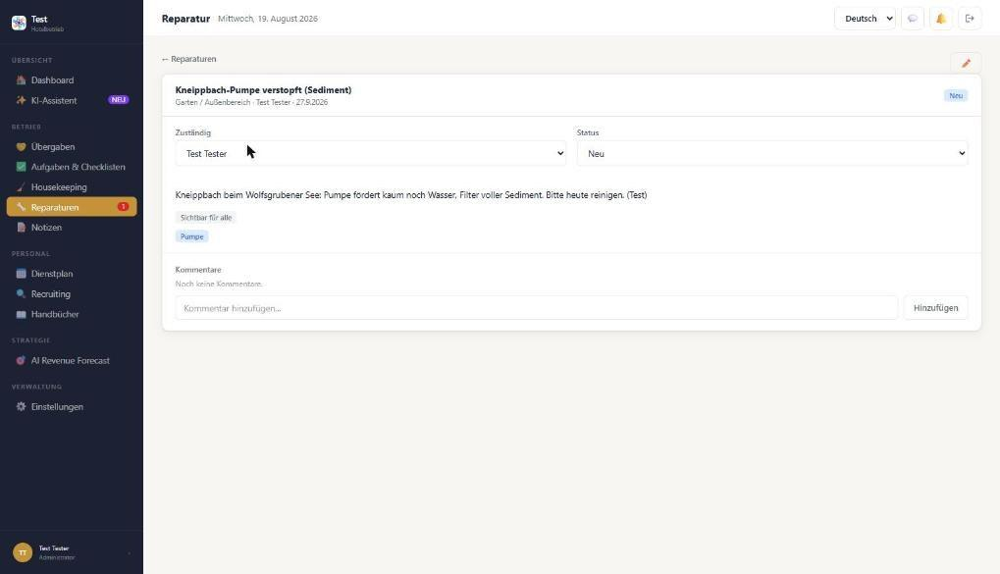 Test
Hotelbetrieb
ÜBERSICHT
Dashboard
KI-Assistent NEU
BETRIEB
Übergaben
Aufgaben & Checklisten
Housekeeping
Reparaturen 1
Notizen
PERSONAL
Dienstplan
Recruiting
Handbücher
STRATEGIE
AI Revenue Forecast
VERWALTUNG
Einstellungen
TT Test Tester
Administrator
Reparatur Mittwoch, 19. August 2026
Deutsch
← Reparaturen
Kneippbach-Pumpe verstopft (Sediment)
Garten / Außenbereich · Test Tester · 27.9.2026
Neu
Zuständig Status
Test Tester Neu
Kneippbach beim Wolfsgrubener See: Pumpe fördert kaum noch Wasser, Filter voller Sediment. Bitte heute reinigen. (Test)
Sichtbar für alle
Pumpe
Kommentare
Noch keine Kommentare.
Kommentar hinzufügen... Hinzufügen